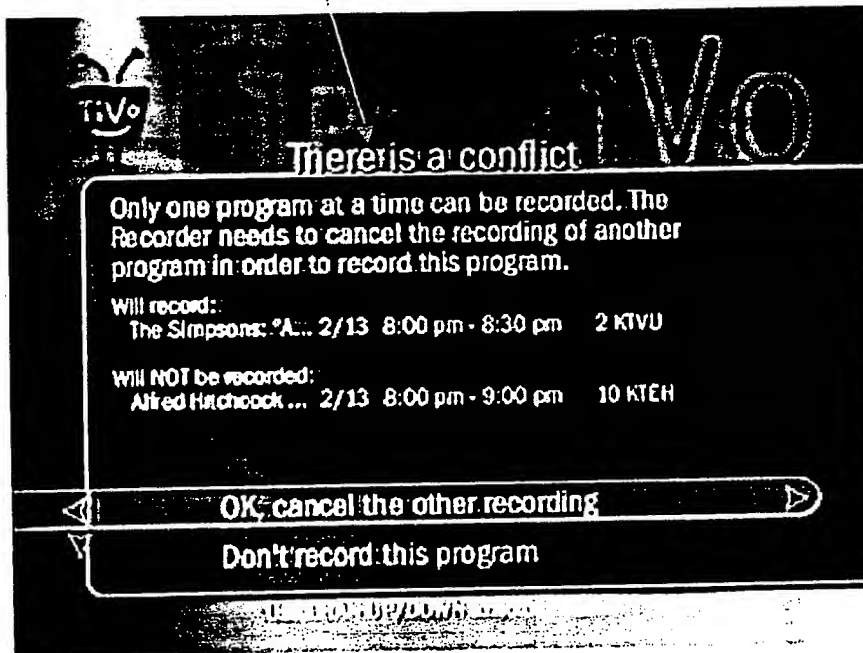 TiVo
TiVo
There is a conflict
Only one program at a time can be recorded. The
Recorder needs to cancel the recording of another
program in order to record this program.
Will record:
The Simpsons: "A... 2/13 8:00 pm - 8:30 pm 2 KTVU
Will NOT be recorded:
Alfred Hitchcock ... 2/13 8:00 pm - 9:00 pm 10 KTEH
OK, cancel the other recording
Don't record this program